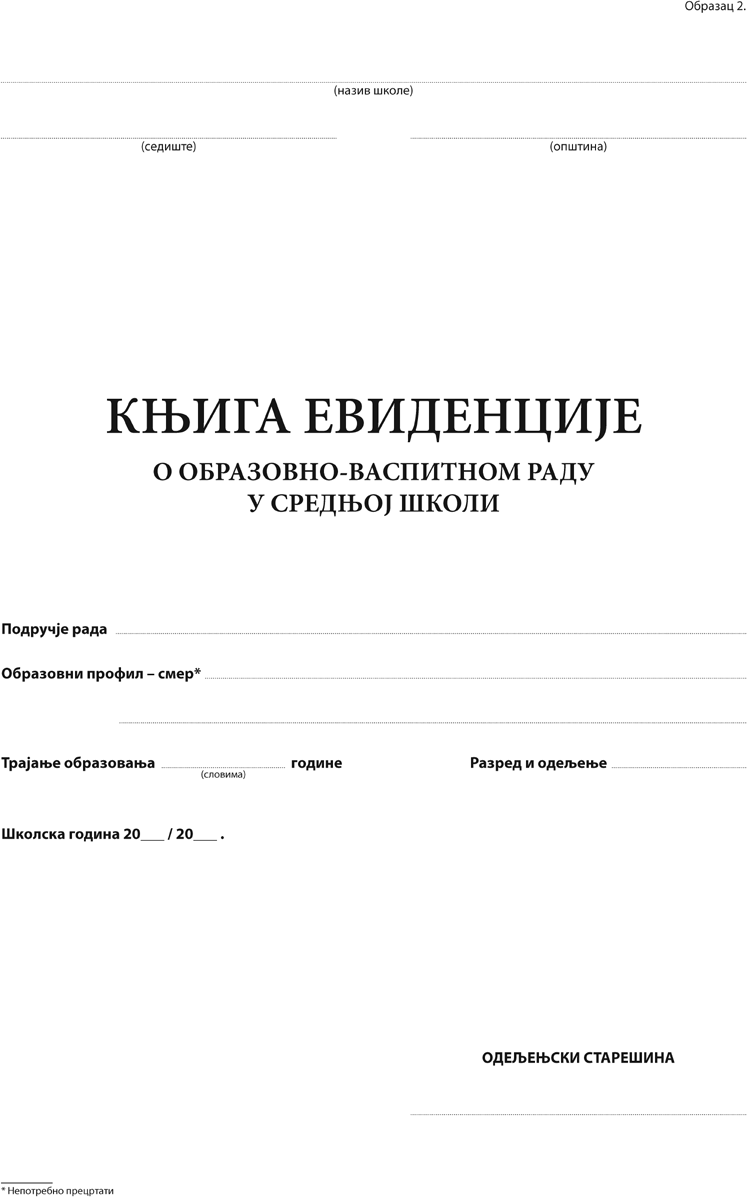 Образац 2.
(назив школе)
(седиште) (општина)
КЊИГА ЕВИДЕНЦИЈЕ
О ОБРАЗОВНО-ВАСПИТНОМ РАДУ
У СРЕДЊОЈ ШКОЛИ
Подручје рада
Образовни профил – смер*
Трајање образовања године Разред и одељење
(словима)
Школска година 20___ / 20___ .
ОДЕЉЕЊСКИ СТАРЕШИНА
* Непотребно прецртати